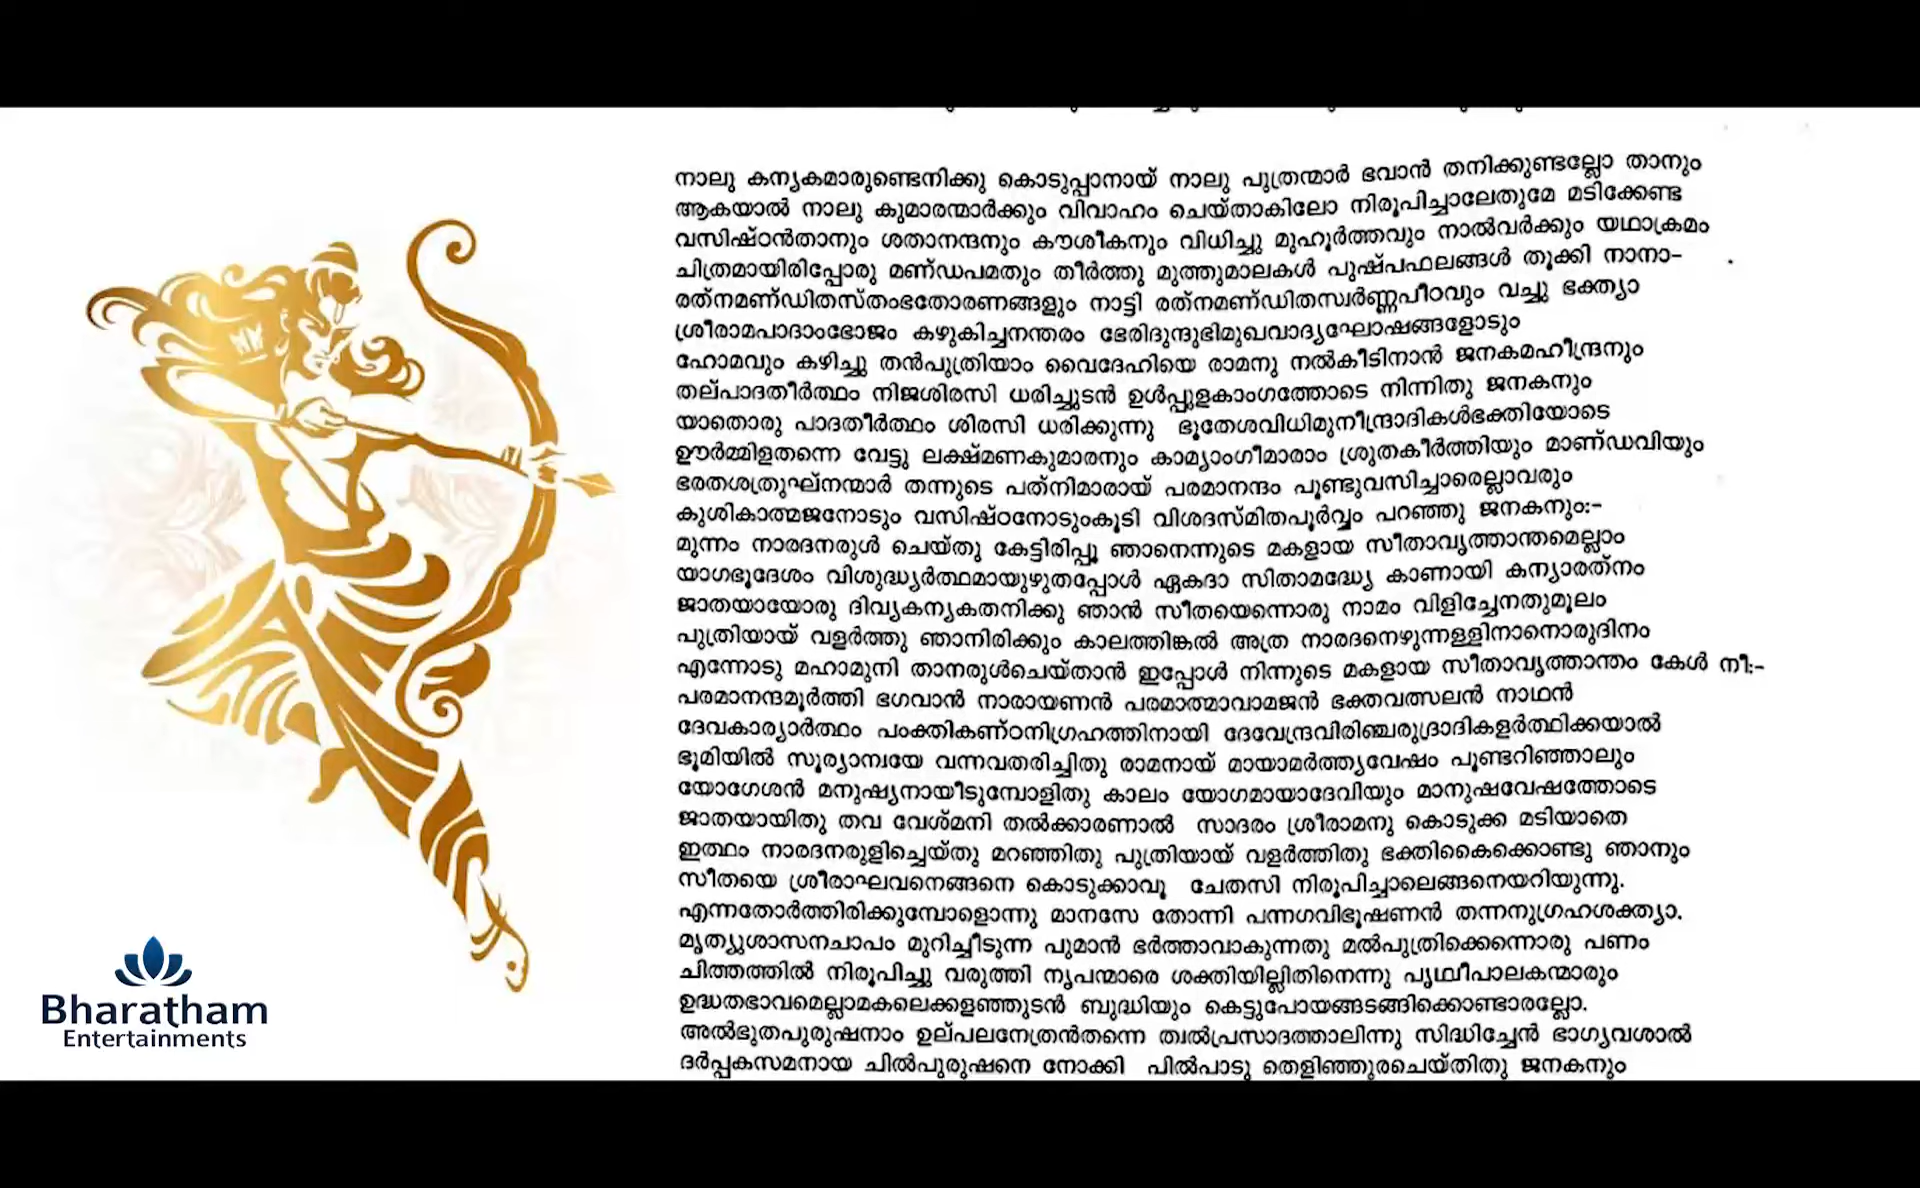 നാലു കന്യകമാരുണ്ടെനിക്കു കൊടുപ്പാനായ് നാലു പുത്രന്മാർ ഭവാൻ തനിക്കുണ്ടല്ലോ താനും
ആകയാൽ നാലു കുമാരന്മാർക്കും വിവാഹം ചെയ്താകിലോ നിരൂപിച്ചാലേതുമേ മടിക്കേണ്ട
വസിഷ്ഠൻതാനും ശതാനന്ദനും കൗശീകനും വിധിച്ചു മുഹൂർത്തവും നാൽവർക്കും യഥാക്രമം
ചിത്രമായിരിപ്പോരു മണ്ഡപമതും തീർത്തു മുത്തുമാലകൾ പുഷ്പഫലങ്ങൾ തൂക്കി നാനാ-
രത്നമണ്ഡിതസ്തംഭതോരണങ്ങളും നാട്ടി രത്നമണ്ഡിതസ്വർണ്ണപീഠവും വച്ചു ഭക്ത്യാ
ശ്രീരാമപാദാംഭോജം കഴുകിച്ചനന്തരം ഭേരിദുന്ദുഭിമുഖവാദ്യഘോഷങ്ങളോടും
ഹോമവും കഴിച്ചു തൻപുത്രിയാം വൈദേഹിയെ രാമനു നൽകീടിനാൻ ജനകമഹീന്ദ്രനും
തല്പാദതീർത്ഥം നിജശിരസി ധരിച്ചുടൻ ഉൾപ്പുളകാംഗത്തോടെ നിന്നിതു ജനകനും
യാതൊരു പാദതീർത്ഥം ശിരസി ധരിക്കുന്നു ഭൂതേശവിധിമുനീന്ദ്രാദികൾഭക്തിയോടെ
ഊർമ്മിളതന്നെ വേട്ടു ലക്ഷ്മണകുമാരനും കാമ്യാംഗീമാരാം ശ്രുതകീർത്തിയും മാണ്ഡവിയും
ഭരതശത്രുഘ്നന്മാർ തന്നുടെ പത്നിമാരായ് പരമാനന്ദം പൂണ്ടുവസിച്ചാരെല്ലാവരും
കുശികാത്മജനോടും വസിഷ്ഠനോടുംകൂടി വിശദസ്മിതപൂർവ്വം പറഞ്ഞു ജനകനും:-
മുന്നം നാരദനരുൾ ചെയ്തു കേട്ടിരിപ്പൂ ഞാനെന്നുടെ മകളായ സീതാവൃത്താന്തമെല്ലാം
യാഗഭൂദേശം വിശുദ്ധ്യർത്ഥമായുഴുതപ്പോൾ ഏകദാ സിതാമദ്ധ്യേ കാണായി കന്യാരത്നം
ജാതയായോരു ദിവ്യകന്യകതനിക്കു ഞാൻ സീതയെന്നൊരു നാമം വിളിച്ചേനതുമൂലം
പുത്രിയായ് വളർത്തു ഞാനിരിക്കും കാലത്തിങ്കൽ അത്ര നാരദനെഴുന്നള്ളിനാനൊരുദിനം
എന്നോടു മഹാമുനി താനരുൾചെയ്താൻ ഇപ്പോൾ നിന്നുടെ മകളായ സീതാവൃത്താന്തം കേൾ നീ:-
പരമാനന്ദമൂർത്തി ഭഗവാൻ നാരായണൻ പരമാത്മാവാമജൻ ഭക്തവത്സലൻ നാഥൻ
ദേവകാര്യാർത്ഥം പംക്തികണ്ഠനിഗ്രഹത്തിനായി ദേവേന്ദ്രവിരിഞ്ചരുദ്രാദികളർത്ഥിക്കയാൽ
ഭൂമിയിൽ സൂര്യാന്വയേ വന്നവതരിച്ചിതു രാമനായ് മായാമർത്ത്യവേഷം പൂണ്ടറിഞ്ഞാലും
യോഗേശൻ മനുഷ്യനായീടുമ്പോളിതു കാലം യോഗമായാദേവിയും മാനുഷവേഷത്തോടെ
ജാതയായിതു തവ വേശ്മനി തൽക്കാരണാൽ സാദരം ശ്രീരാമനു കൊടുക്ക മടിയാതെ
ഇത്ഥം നാരദനരുളിച്ചെയ്തു മറഞ്ഞിതു പുത്രിയായ് വളർത്തിതു ഭക്തികൈക്കൊണ്ടു ഞാനും
സീതയെ ശ്രീരാഘവനെങ്ങനെ കൊടുക്കാവൂ ചേതസി നിരൂപിച്ചാലെങ്ങനെയറിയുന്നു.
എന്നതോർത്തിരിക്കുമ്പോളൊന്നു മാനസേ തോന്നി പന്നഗവിഭൂഷണൻ തന്നനുഗ്രഹശക്ത്യാ.
മൃത്യുശാസനചാപം മുറിച്ചീടുന്ന പുമാൻ ഭർത്താവാകുന്നതു മൽപുത്രിക്കെന്നൊരു പണം
ചിത്തത്തിൽ നിരൂപിച്ചു വരുത്തി നൃപന്മാരെ ശക്തിയില്ലിതിനെന്നു പൃഥ്വീപാലകന്മാരും
ഉദ്ധതഭാവമെല്ലാമകലെക്കളഞ്ഞുടൻ ബുദ്ധിയും കെട്ടുപോയങ്ങടങ്ങിക്കൊണ്ടാരല്ലോ.
അൽഭുതപുരുഷനാം ഉല്പലനേത്രൻതന്നെ ത്വൽപ്രസാദത്താലിന്നു സിദ്ധിച്ചേൻ ഭാഗ്യവശാൽ
ദർപ്പകസമനായ ചിൽപുരുഷനെ നോക്കി പിൽപാടു തെളിഞ്ഞുരചെയ്തിതു ജനകനും
Bharatham
Entertainments